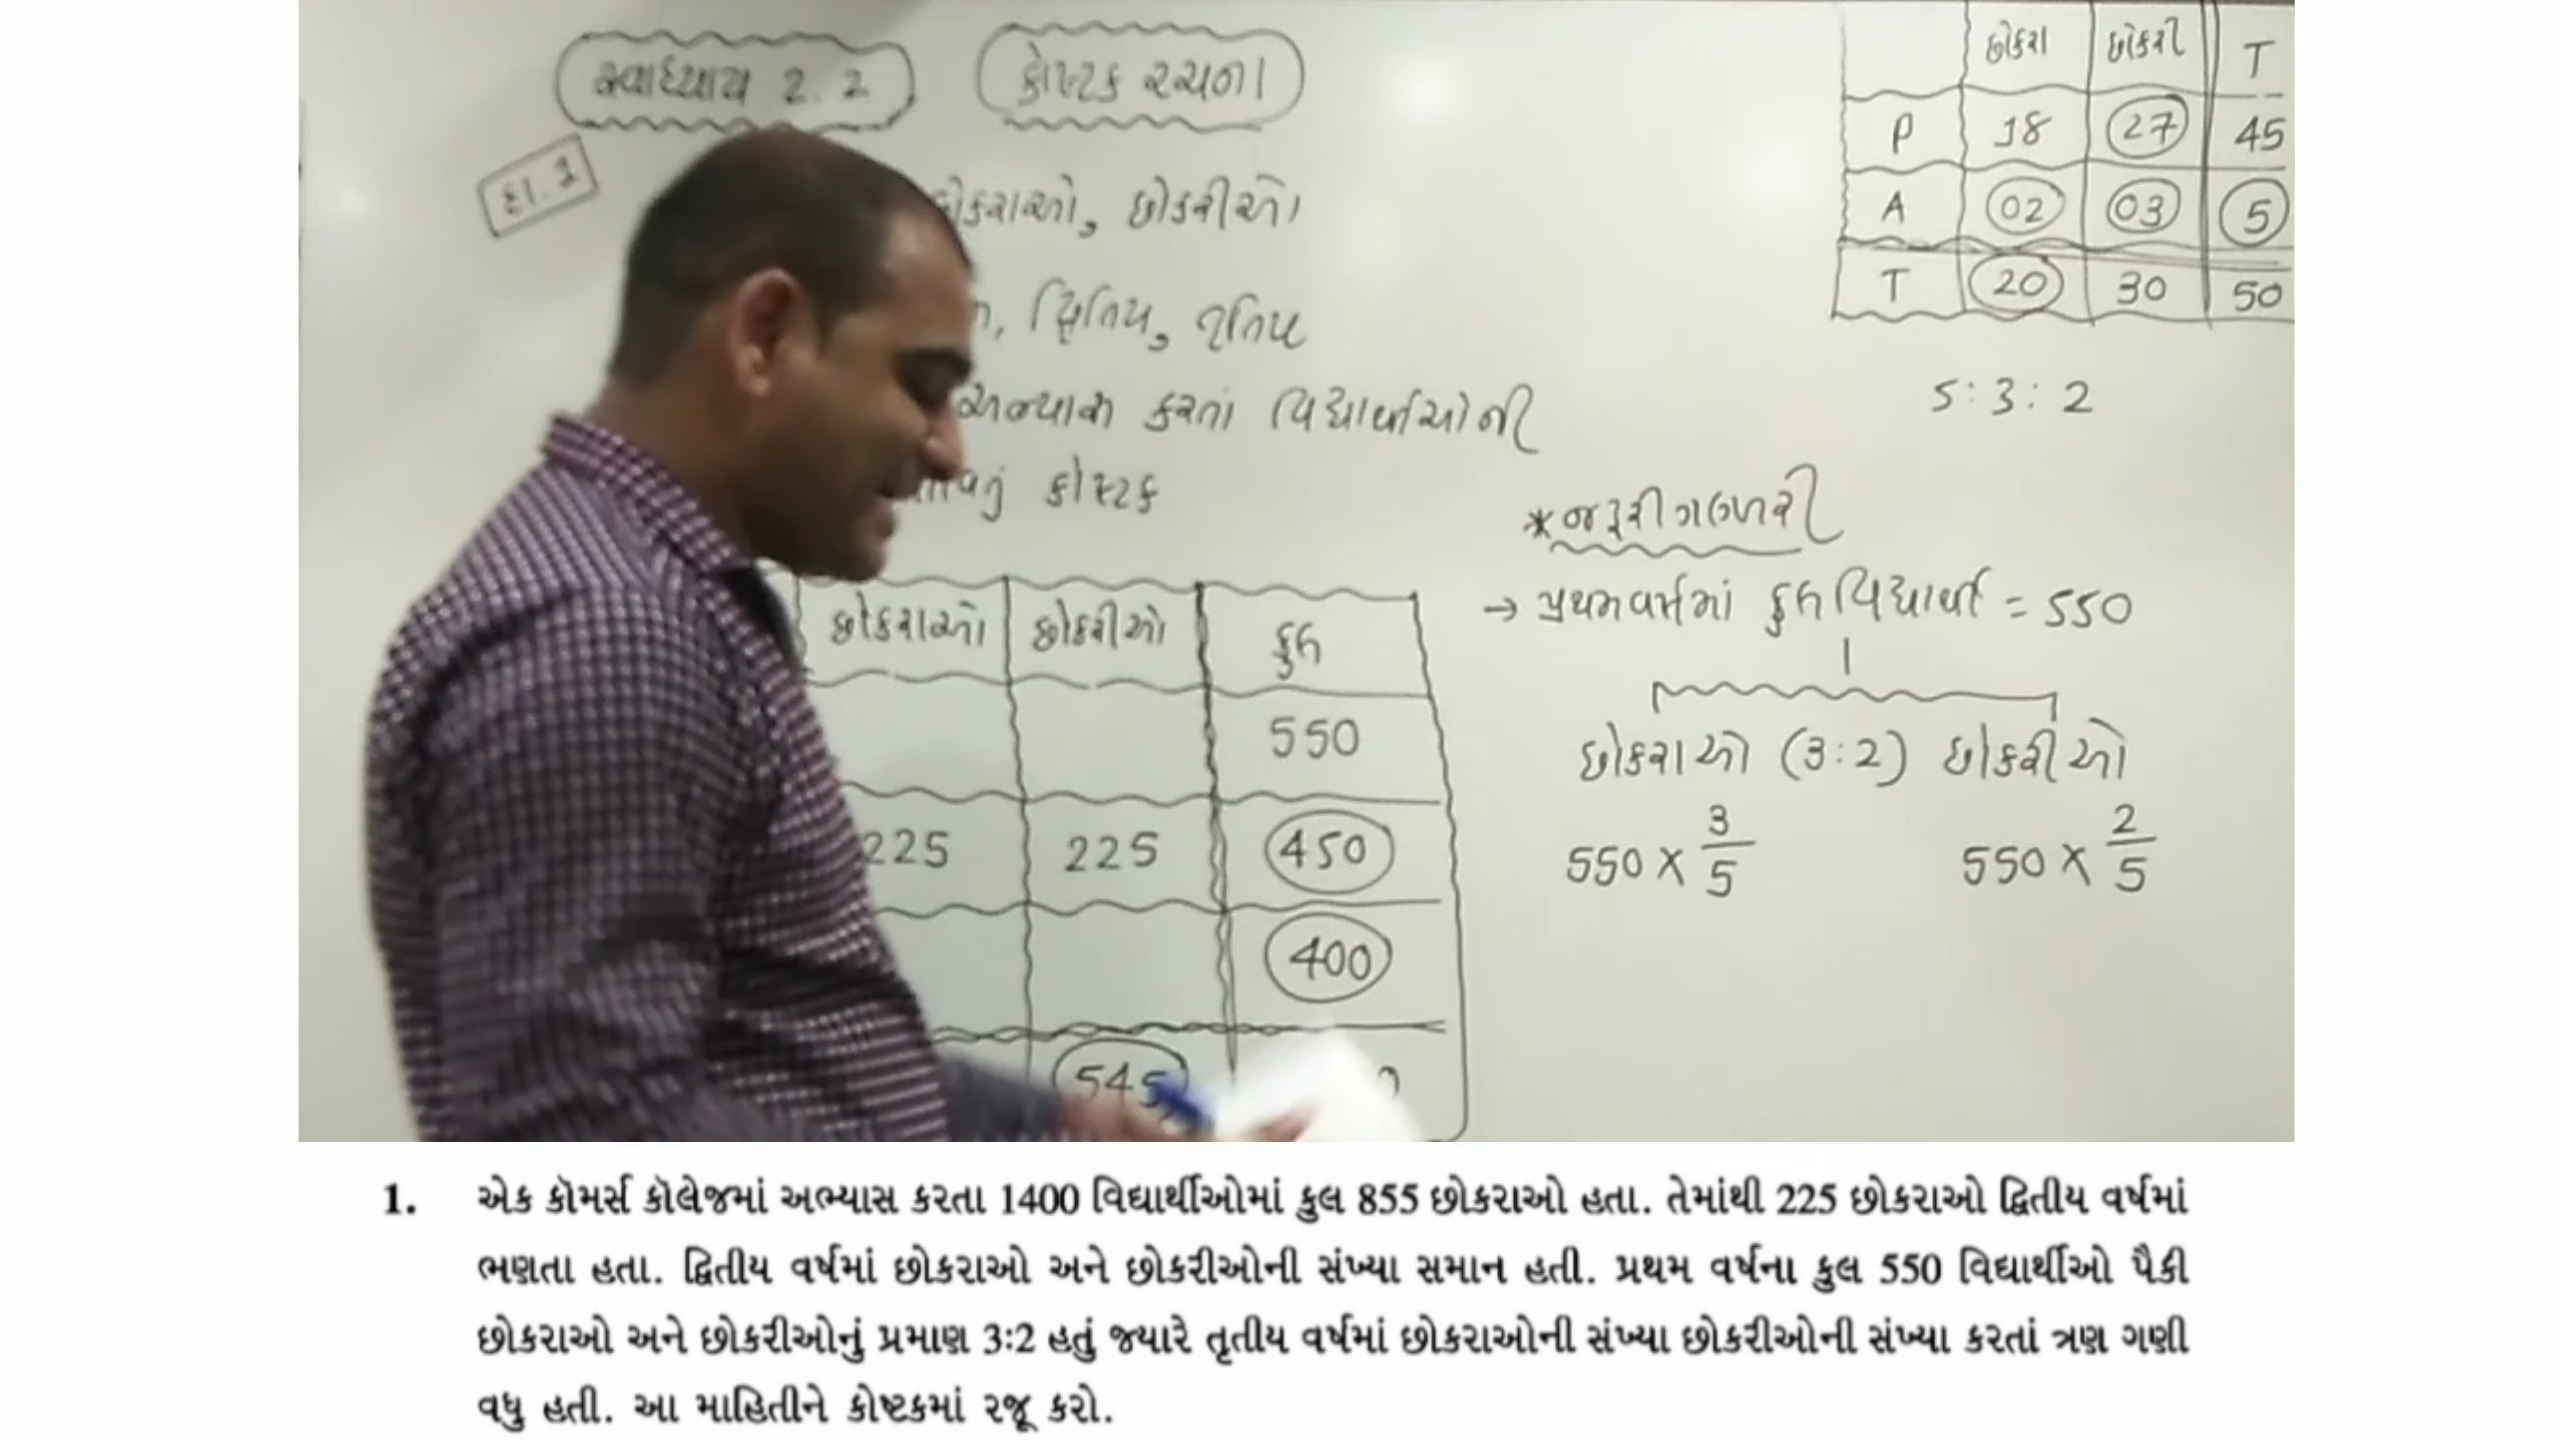 સ્વાધ્યાય 2.2
કોષ્ટક રચના
દા. 1
છોકરાઓ, છોકરીઓ
દ્વિતિય, તૃતિય
અભ્યાસ કરતાં વિદ્યાર્થીઓની
કોષ્ટક
છોકરાઓ છોકરીઓ કુલ
550
225 225 450
400
545
છોકરા છોકરી T
P 18 27 45
A 02 03 5
T 20 30 50
5 : 3 : 2
* જરૂરી ગણતરી
→ પ્રથમ વર્ષમાં કુલ વિદ્યાર્થી = 550
છોકરાઓ (3:2) છોકરીઓ
550 × 3/5 550 × 2/5
1. એક કૉમર્સ કૉલેજમાં અભ્યાસ કરતા 1400 વિદ્યાર્થીઓમાં કુલ 855 છોકરાઓ હતા. તેમાંથી 225 છોકરાઓ દ્વિતીય વર્ષમાં
ભણતા હતા. દ્વિતીય વર્ષમાં છોકરાઓ અને છોકરીઓની સંખ્યા સમાન હતી. પ્રથમ વર્ષના કુલ 550 વિદ્યાર્થીઓ પૈકી
છોકરાઓ અને છોકરીઓનું પ્રમાણ 3:2 હતું જ્યારે તૃતીય વર્ષમાં છોકરાઓની સંખ્યા છોકરીઓની સંખ્યા કરતાં ત્રણ ગણી
વધુ હતી. આ માહિતીને કોષ્ટકમાં રજૂ કરો.